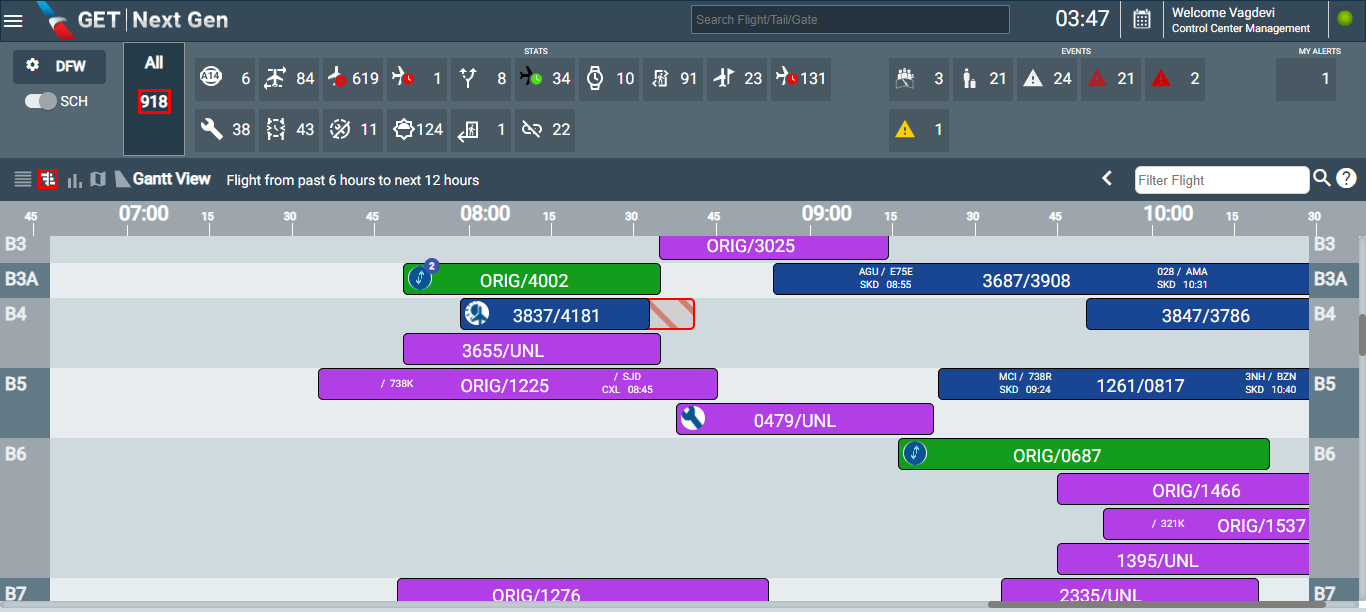 GET | Next Gen
Search Flight/Tail/Gate
03:47
Welcome Vagdevi
Control Center Management
DFW
SCH
All
918
STATS
A14 6 84 619 1 8 34 10 91 23 131
38 43 11 124 1 22
EVENTS
3 21 24 21 2
1
MY ALERTS
1
Gantt View
Flight from past 6 hours to next 12 hours
Filter Flight
?
45 07:00 15 30 45 08:00 15 30 45 09:00 15 30 45 10:00 15 30
B3 ORIG/3025 B3
B3A 2 ORIG/4002 AGU / E75E 3687/3908 028 / AMA B3A
SKD 08:55 SKD 10:31
B4 3837/4181 3847/3786 B4
3655/UNL
B5 / 738K ORIG/1225 / SJD MCI / 738R 1261/0817 3NH / BZN B5
CXL 08:45 SKD 09:24 SKD 10:40
0479/UNL
B6 ORIG/0687 B6
ORIG/1466
/ 321K ORIG/1537
1395/UNL
B7 ORIG/1276 2335/UNL B7